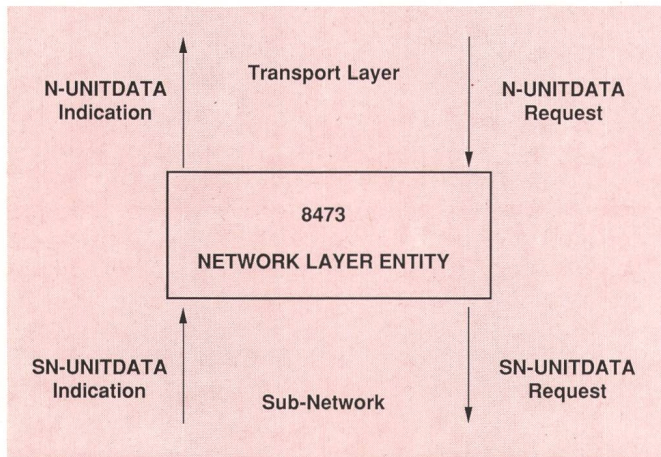 N-UNITDATA
Indication
Transport Layer
N-UNITDATA
Request
8473
NETWORK LAYER ENTITY
SN-UNITDATA
Indication
Sub-Network
SN-UNITDATA
Request